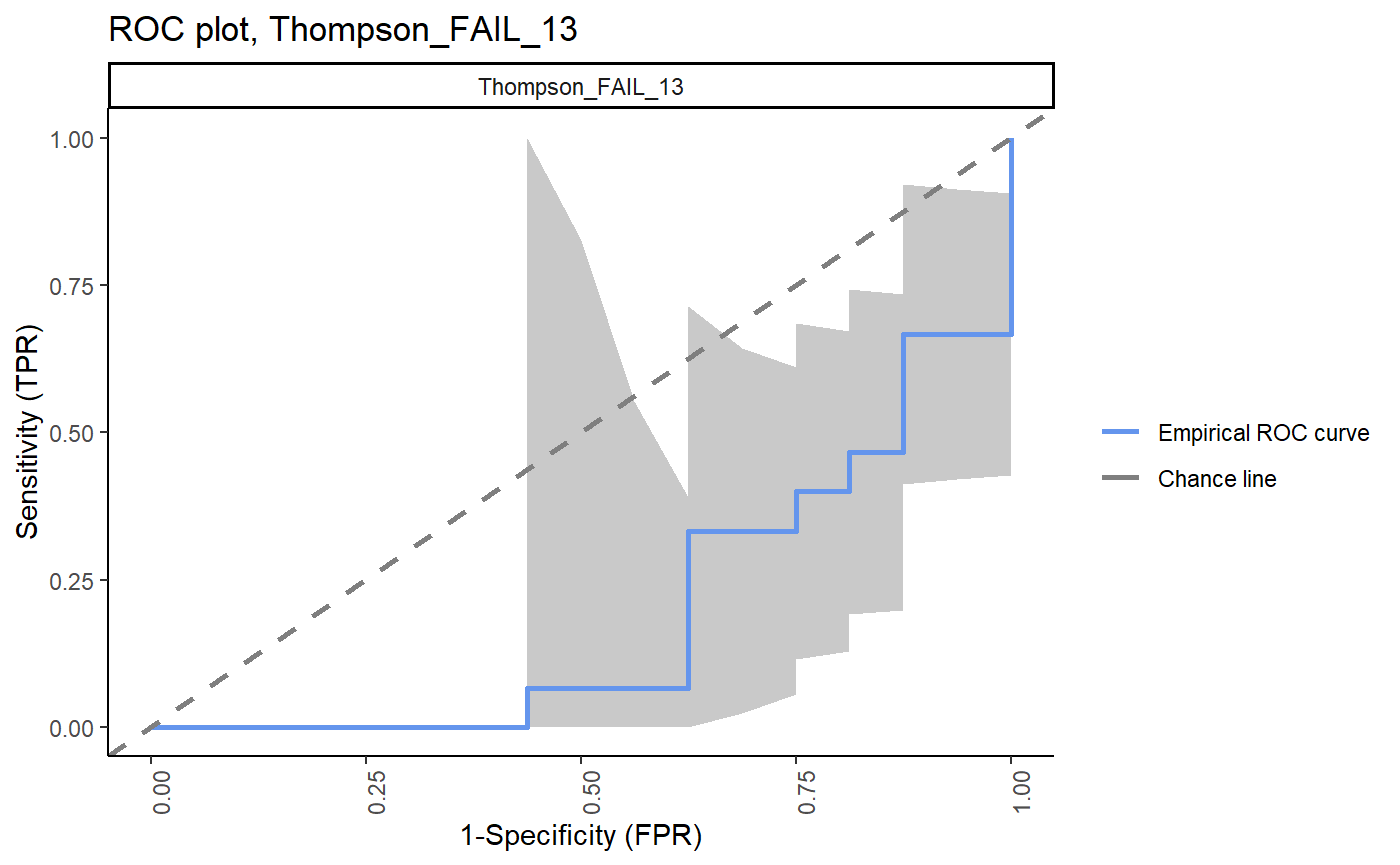 ROC plot, Thompson_FAIL_13
Thompson_FAIL_13
1.00
0.75
0.50
0.25
0.00
Sensitivity (TPR)
0.00
0.25
0.50
0.75
1.00
1-Specificity (FPR)
Empirical ROC curve
Chance line